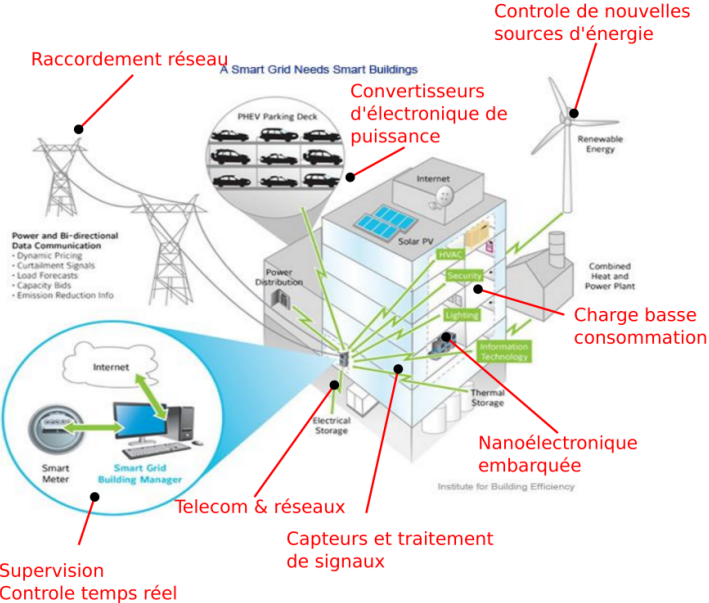 Controle de nouvelles
sources d'énergie
Raccordement réseau
A Smart Grid Needs Smart Buildings
Convertisseurs
d'électronique de
puissance
PHEV Parking Deck
Renewable
Energy
Internet
Solar PV
Power and Bi-directional
Data Communication
• Dynamic Pricing
• Curtailment Signals
• Load Forecasts
• Capacity Bids
• Emission Reduction Info
HVAC
Power
Distribution
Security
Combined
Heat and
Power Plant
Lighting
Charge basse
consommation
Information
Technology
Internet
Thermal
Storage
Electrical
Storage
Smart
Meter
Smart Grid
Building Manager
Nanoélectronique
embarquée
Institute for Building Efficiency
Telecom & réseaux
Capteurs et traitement
de signaux
Supervision
Controle temps réel